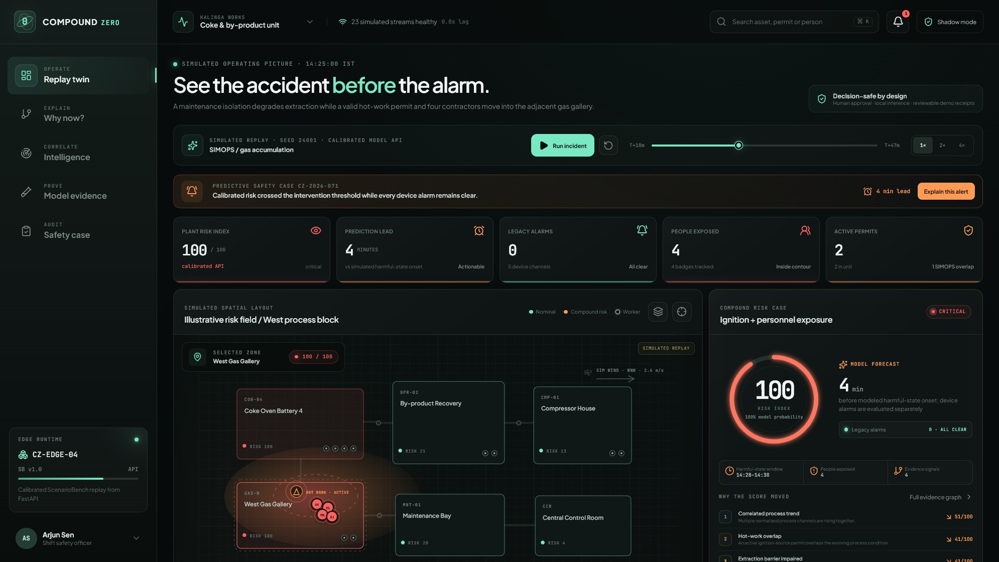 COMPOUND ZERO
KALINGA WORKS
Coke & by-product unit
23 simulated streams healthy 0.8s lag
Search asset, permit or person
⌘ K
1
Shadow mode
OPERATE
Replay twin
EXPLAIN
Why now?
CORRELATE
Intelligence
PROVE
Model evidence
AUDIT
Safety case
EDGE RUNTIME
CZ-EDGE-04
SB v1.0 API
Calibrated ScenarioBench replay from
FastAPI
AS
Arjun Sen
Shift safety officer
SIMULATED OPERATING PICTURE · 14:25:00 IST
See the accident before the alarm.
A maintenance isolation degrades extraction while a valid hot-work permit and four contractors move into the adjacent gas gallery.
Decision-safe by design
Human approval · local inference · reviewable demo receipts
SIMULATED REPLAY · SEED 24001 · CALIBRATED MODEL API
SIMOPS / gas accumulation
Run incident
T+18m
T+47m
1× 2× 4×
PREDICTIVE SAFETY CASE CZ-2026-071
Calibrated risk crossed the intervention threshold while every device alarm remains clear.
4 min lead
Explain this alert
PLANT RISK INDEX
100 / 100
calibrated API critical
PREDICTION LEAD
4 MINUTES
vs simulated harmful-state onset Actionable
LEGACY ALARMS
0
5 device channels All clear
PEOPLE EXPOSED
4
4 badges tracked Inside contour
ACTIVE PERMITS
2
2 in unit 1 SIMOPS overlap
SIMULATED SPATIAL LAYOUT
Illustrative risk field / West process block
Nominal Compound risk Worker
SELECTED ZONE
West Gas Gallery
100 / 100
SIMULATED REPLAY
SIM WIND · WNW · 2.4 m/s
COB-04
Coke Oven Battery 4
RISK 100
BPR-02
By-product Recovery
RISK 21
CMP-01
Compressor House
RISK 13
GAS-W
West Gas Gallery
HOT WORK · ACTIVE
AK
RS
MN
DJ
RISK 100
MNT-01
Maintenance Bay
RISK 20
CCR
Central Control Room
RISK 4
COMPOUND RISK CASE
Ignition + personnel exposure
CRITICAL
100
RISK INDEX
100% model probability
MODEL FORECAST
4 min
before modeled harmful-state onset; device
alarms are evaluated separately
Legacy alarms 0 · ALL CLEAR
Harmful-state window
14:28–14:30
People exposed
4
Evidence signals
4
WHY THE SCORE MOVED
Full evidence graph
1
Correlated process trend
Multiple normalized process channels are rising together.
51/100
2
Hot-work overlap
An active ignition-source permit overlaps the evolving process condition.
41/100
3
Extraction barrier impaired
41/100